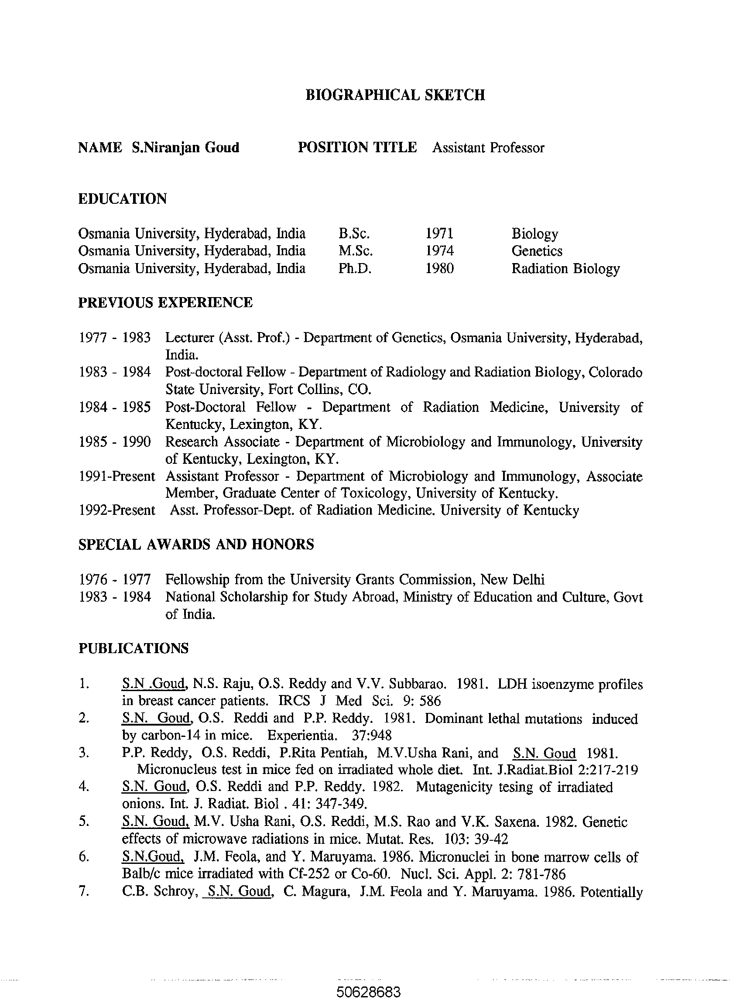 BIOGRAPHICAL SKETCH
NAME S.Niranjan Goud POSITION TITLE Assistant Professor
EDUCATION
Osmania University, Hyderabad, India B.Sc. 1971 Biology
Osmania University, Hyderabad, India M.Sc. 1974 Genetics
Osmania University, Hyderabad, India Ph.D. 1980 Radiation Biology
PREVIOUS EXPERIENCE
1977 - 1983 Lecturer (Asst. Prof.) - Department of Genetics, Osmania University, Hyderabad,
India.
1983 - 1984 Post-doctoral Fellow - Department of Radiology and Radiation Biology, Colorado
State University, Fort Collins, CO.
1984 - 1985 Post-Doctoral Fellow - Department of Radiation Medicine, University of
Kentucky, Lexington, KY.
1985 - 1990 Research Associate - Department of Microbiology and Immunology, University
of Kentucky, Lexington, KY.
1991-Present Assistant Professor - Department of Microbiology and Immunology, Associate
Member, Graduate Center of Toxicology, University of Kentucky.
1992-Present Asst. Professor-Dept. of Radiation Medicine. University of Kentucky
SPECIAL AWARDS AND HONORS
1976 - 1977 Fellowship from the University Grants Commission, New Delhi
1983 - 1984 National Scholarship for Study Abroad, Ministry of Education and Culture, Govt
of India.
PUBLICATIONS
1. S.N .Goud, N.S. Raju, O.S. Reddy and V.V. Subbarao. 1981. LDH isoenzyme profiles
in breast cancer patients. IRCS J Med Sci. 9: 586
2. S.N. Goud, O.S. Reddi and P.P. Reddy. 1981. Dominant lethal mutations induced
by carbon-14 in mice. Experientia. 37:948
3. P.P. Reddy, O.S. Reddi, P.Rita Pentiah, M.V.Usha Rani, and S.N. Goud 1981.
Micronucleus test in mice fed on irradiated whole diet. Int. J.Radiat.Biol 2:217-219
4. S.N. Goud, O.S. Reddi and P.P. Reddy. 1982. Mutagenicity tesing of irradiated
onions. Int. J. Radiat. Biol . 41: 347-349.
5. S.N. Goud, M.V. Usha Rani, O.S. Reddi, M.S. Rao and V.K. Saxena. 1982. Genetic
effects of microwave radiations in mice. Mutat. Res. 103: 39-42
6. S.N.Goud, J.M. Feola, and Y. Maruyama. 1986. Micronuclei in bone marrow cells of
Balb/c mice irradiated with Cf-252 or Co-60. Nucl. Sci. Appl. 2: 781-786
7. C.B. Schroy, S.N. Goud, C. Magura, J.M. Feola and Y. Maruyama. 1986. Potentially
50628683